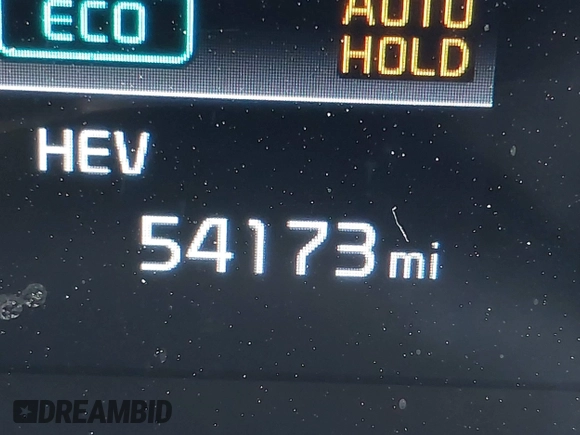 ECO
AUTO
HOLD
HEV
54173 mi
DREAMBID